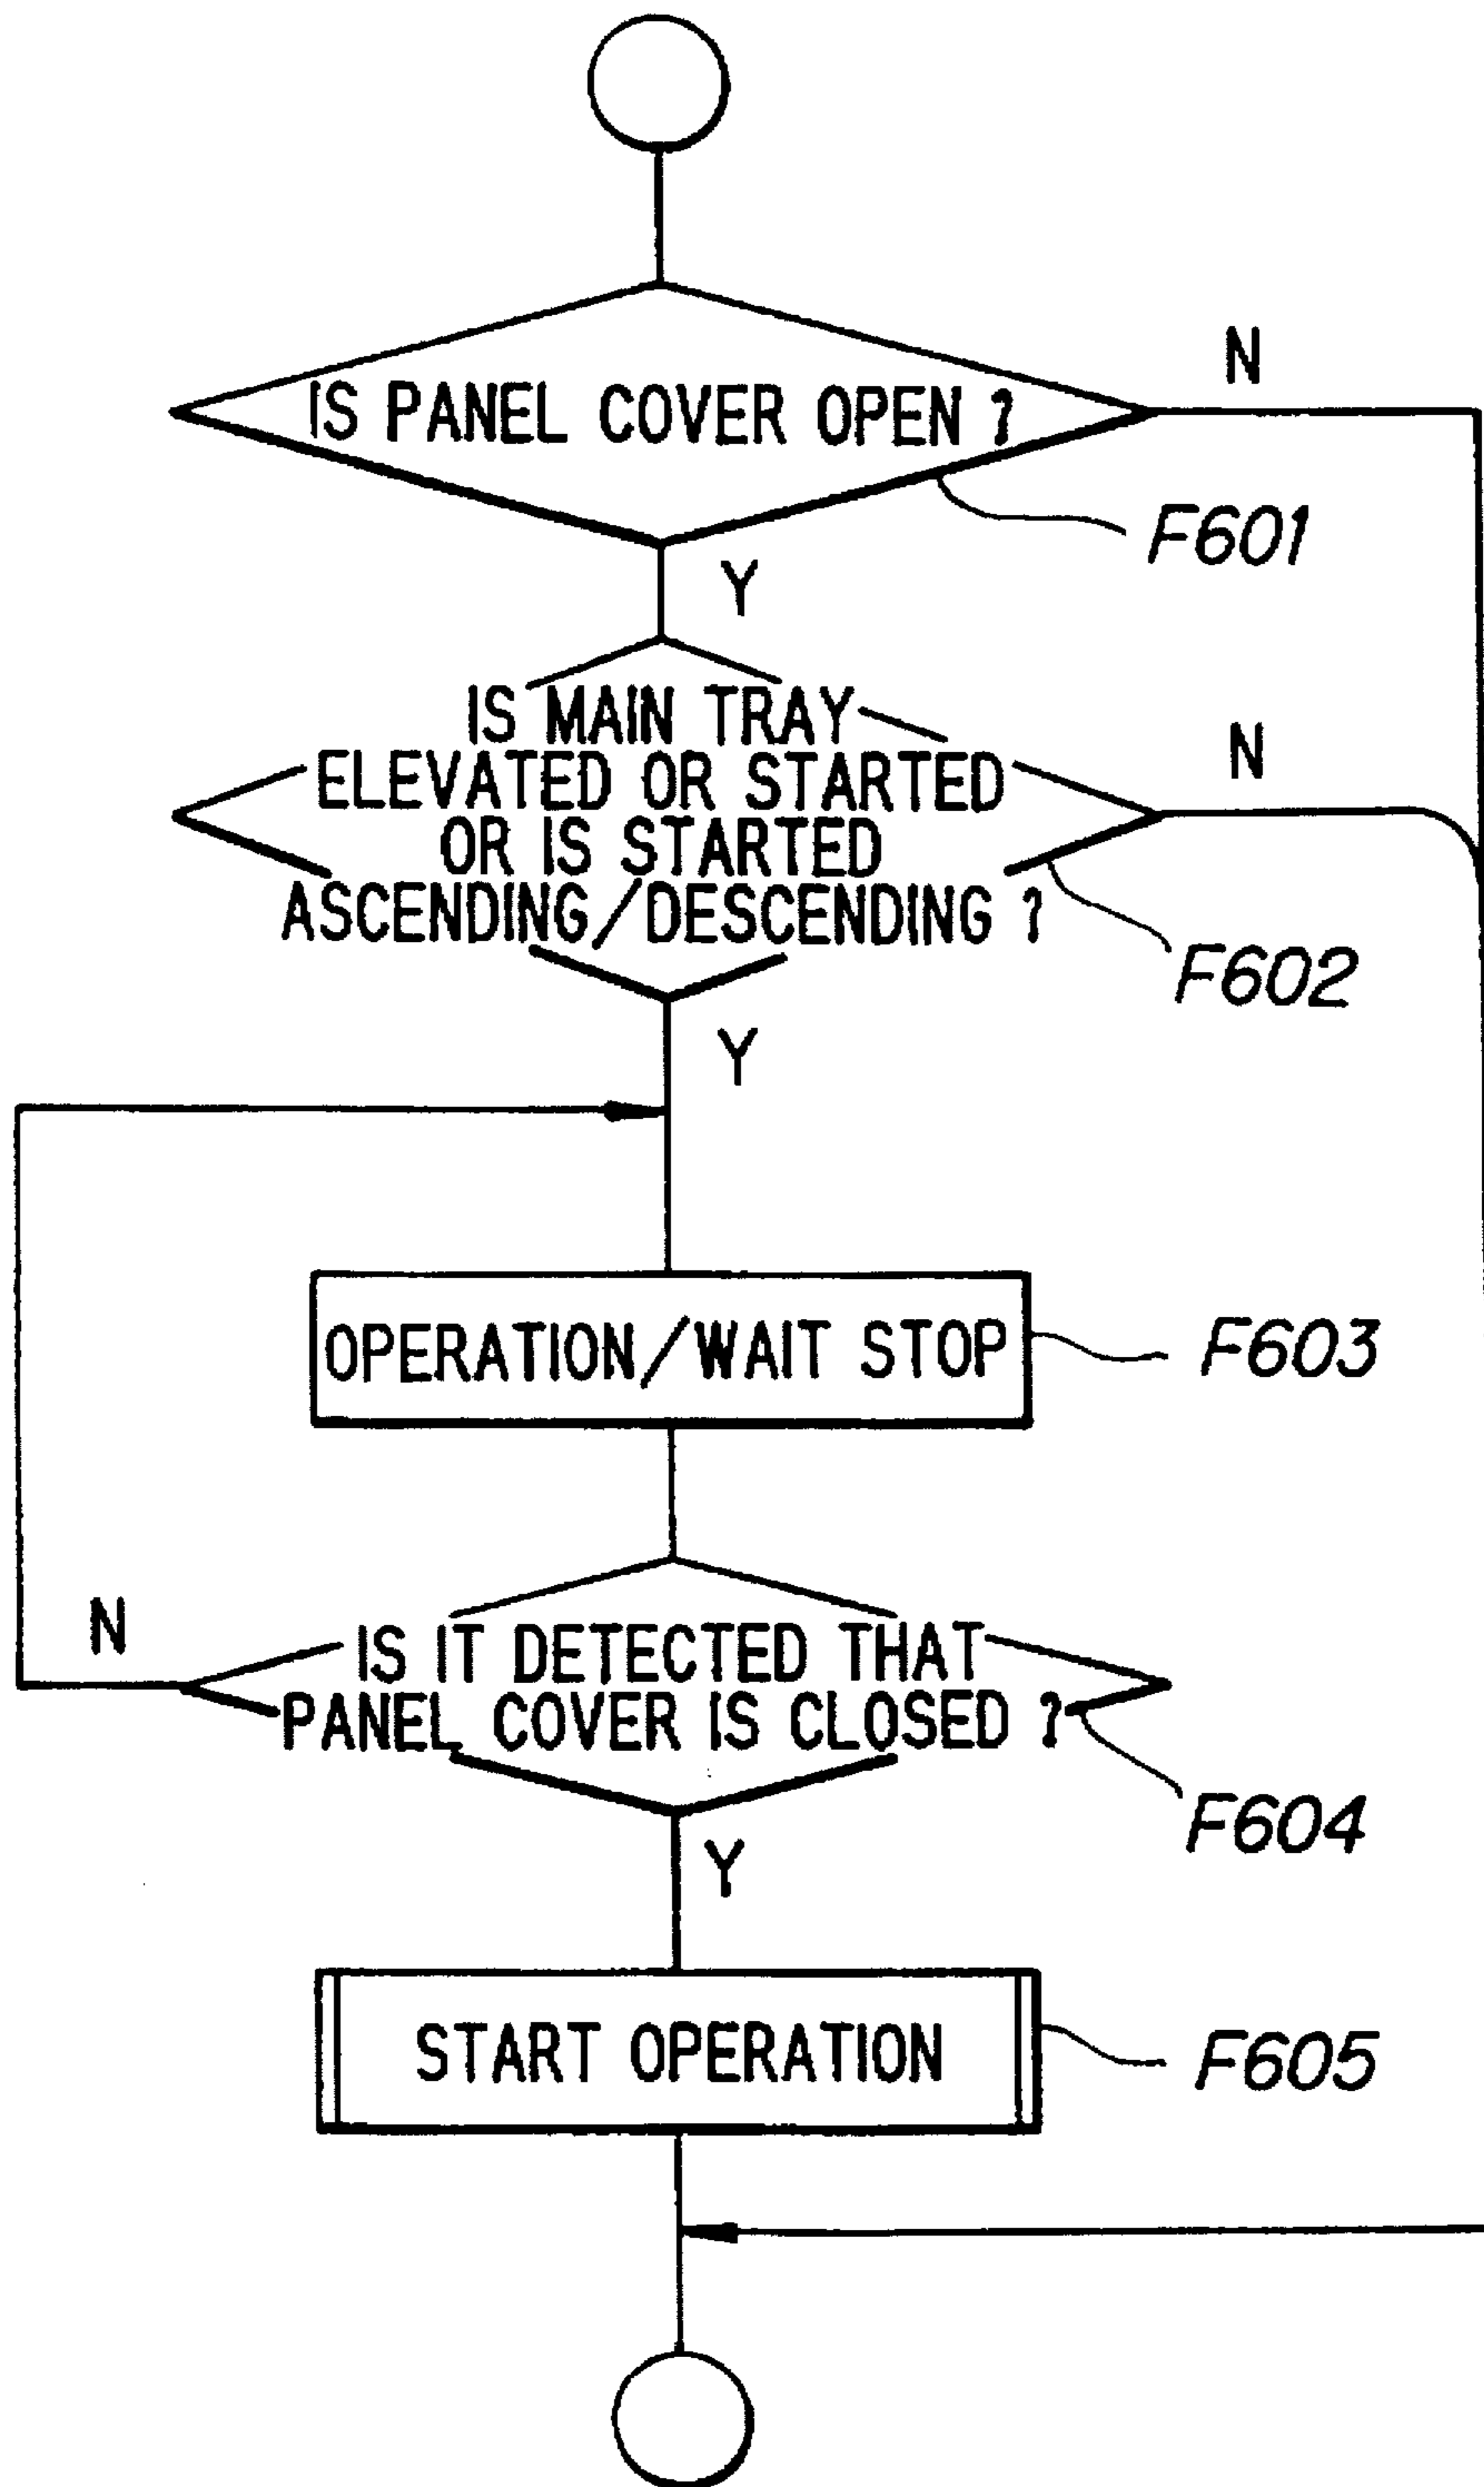 IS PANEL COVER OPEN ?
N
F601
Y
IS MAIN TRAY
ELEVATED OR STARTED
OR IS STARTED
ASCENDING/DESCENDING ?
N
F602
Y
OPERATION/WAIT STOP
F603
N
IS IT DETECTED THAT
PANEL COVER IS CLOSED ?
F604
Y
START OPERATION
F605